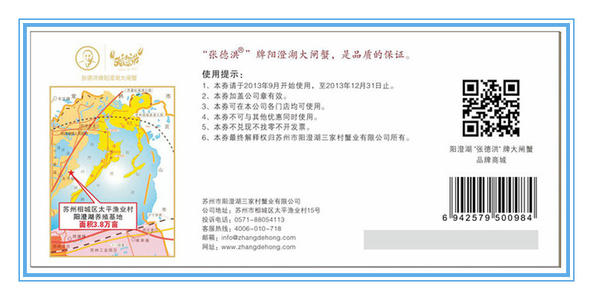 张德洪牌阳澄湖大闸蟹
“张德洪®”牌阳澄湖大闸蟹,是品质的保证。
使用提示:
1、本券请于2013年9月开始使用,至2013年12月31日止。
2、本券加盖公司章有效。
3、本券可在本公司各门店均可使用。
4、本券不可与其他优惠同时使用。
5、本券不兑现不找零不开发票。
6、本券最终解释权归苏州市阳澄湖三家村蟹业有限公司所有。
阳澄湖“张德洪”牌大闸蟹
品牌商城
苏州相城区太平渔业村
阳澄湖养殖基地
面积3.8万亩
苏州市阳澄湖三家村蟹业有限公司
公司地址:苏州市相城区太平渔业村15号
投诉电话:0571-88054113
客服热线:4006-010-718
邮箱:info@zhangdehong.com
网址:http://www.zhangdehong.com
6 942579 500984